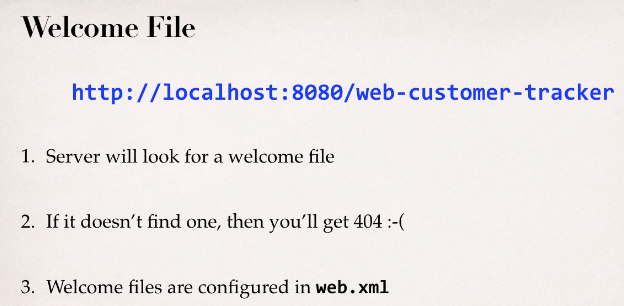 Welcome File
http://localhost:8080/web-customer-tracker
1. Server will look for a welcome file
2. If it doesn't find one, then you'll get 404 :-(
3. Welcome files are configured in web.xml